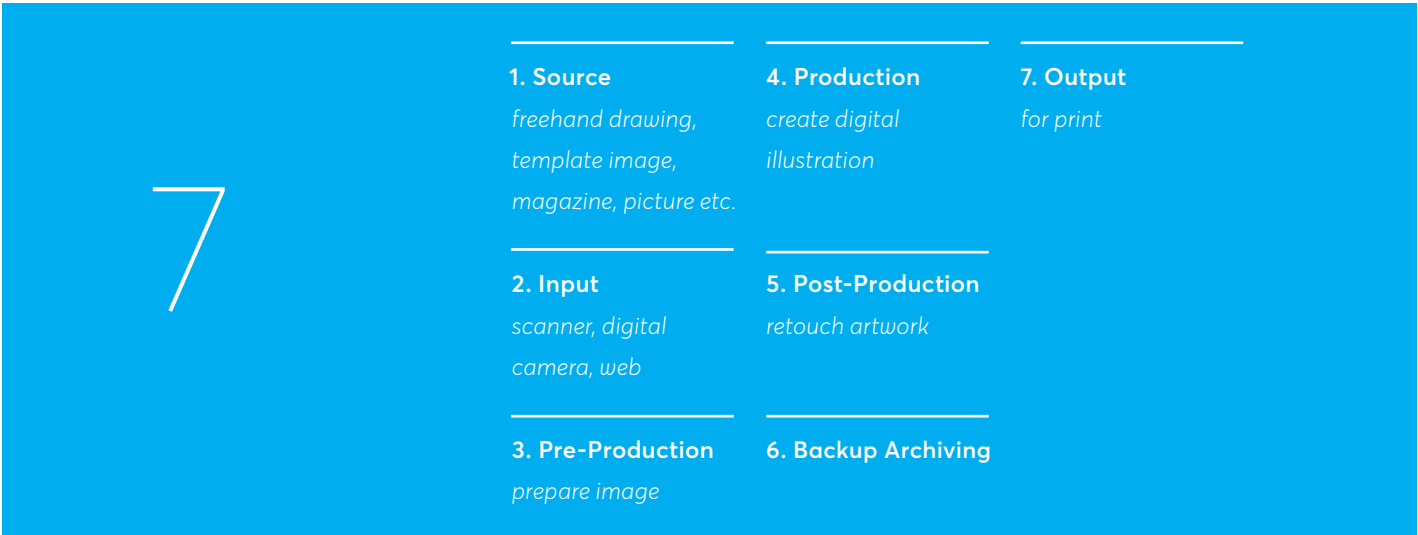 7
1. Source
freehand drawing,
template image,
magazine, picture etc.
2. Input
scanner, digital
camera, web
3. Pre-Production
prepare image
4. Production
create digital
illustration
5. Post-Production
retouch artwork
6. Backup Archiving
7. Output
for print